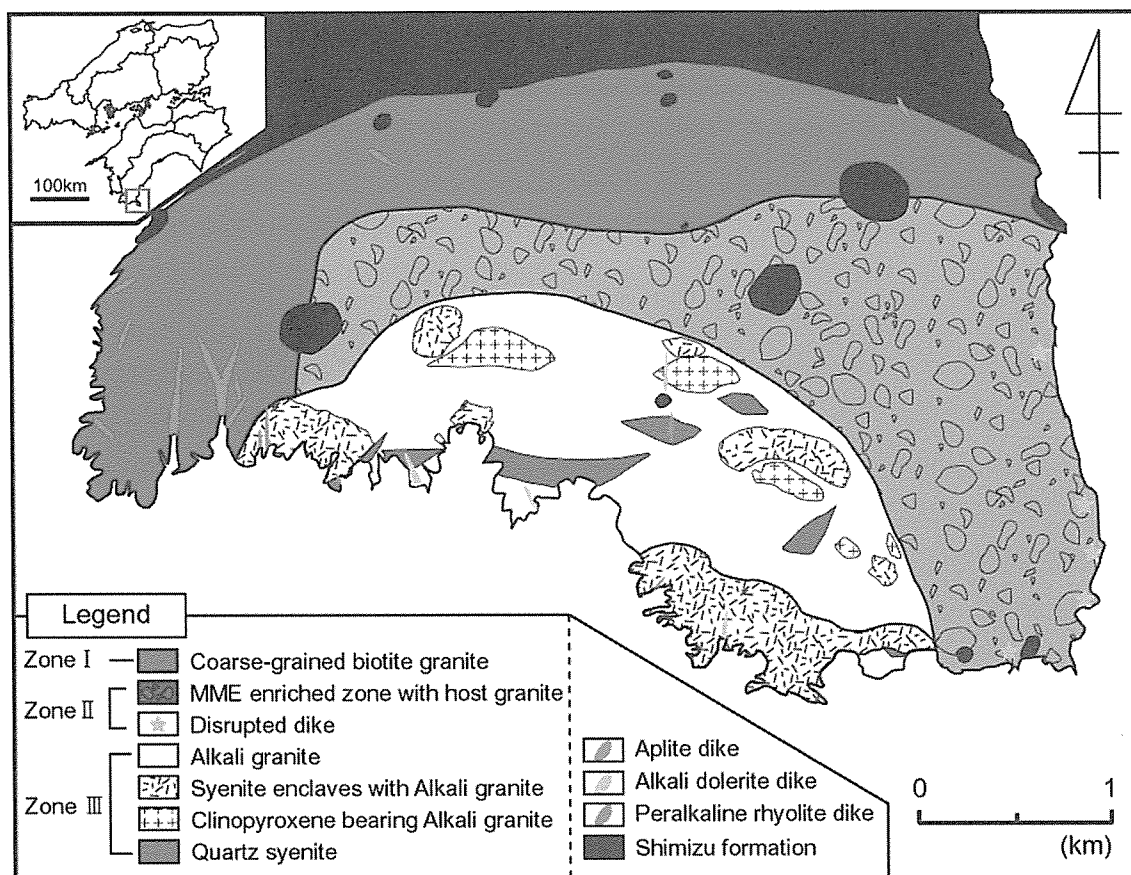 100km
Legend
Zone Ⅰ
Coarse-grained biotite granite
Zone Ⅱ
MME enriched zone with host granite
Disrupted dike
Zone Ⅲ
Alkali granite
Syenite enclaves with Alkali granite
Clinopyroxene bearing Alkali granite
Quartz syenite
Aplite dike
Alkali dolerite dike
Peralkaline rhyolite dike
Shimizu formation
0 1
(km)